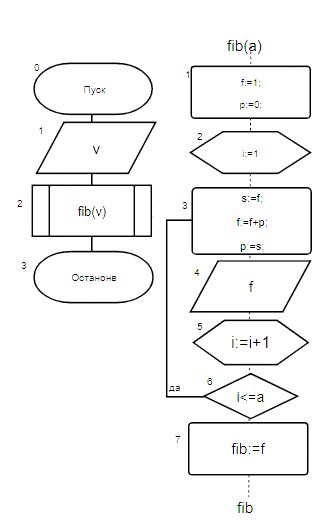 0
Пуск
1
V
2
fib(v)
3
Останонв
fib(a)
1
f:=1;
p:=0;
2
i:=1
3
s:=f;
f:=f+p;
p:=s;
4
f
5
i:=i+1
6
i<=a
да
7
fib:=f
fib